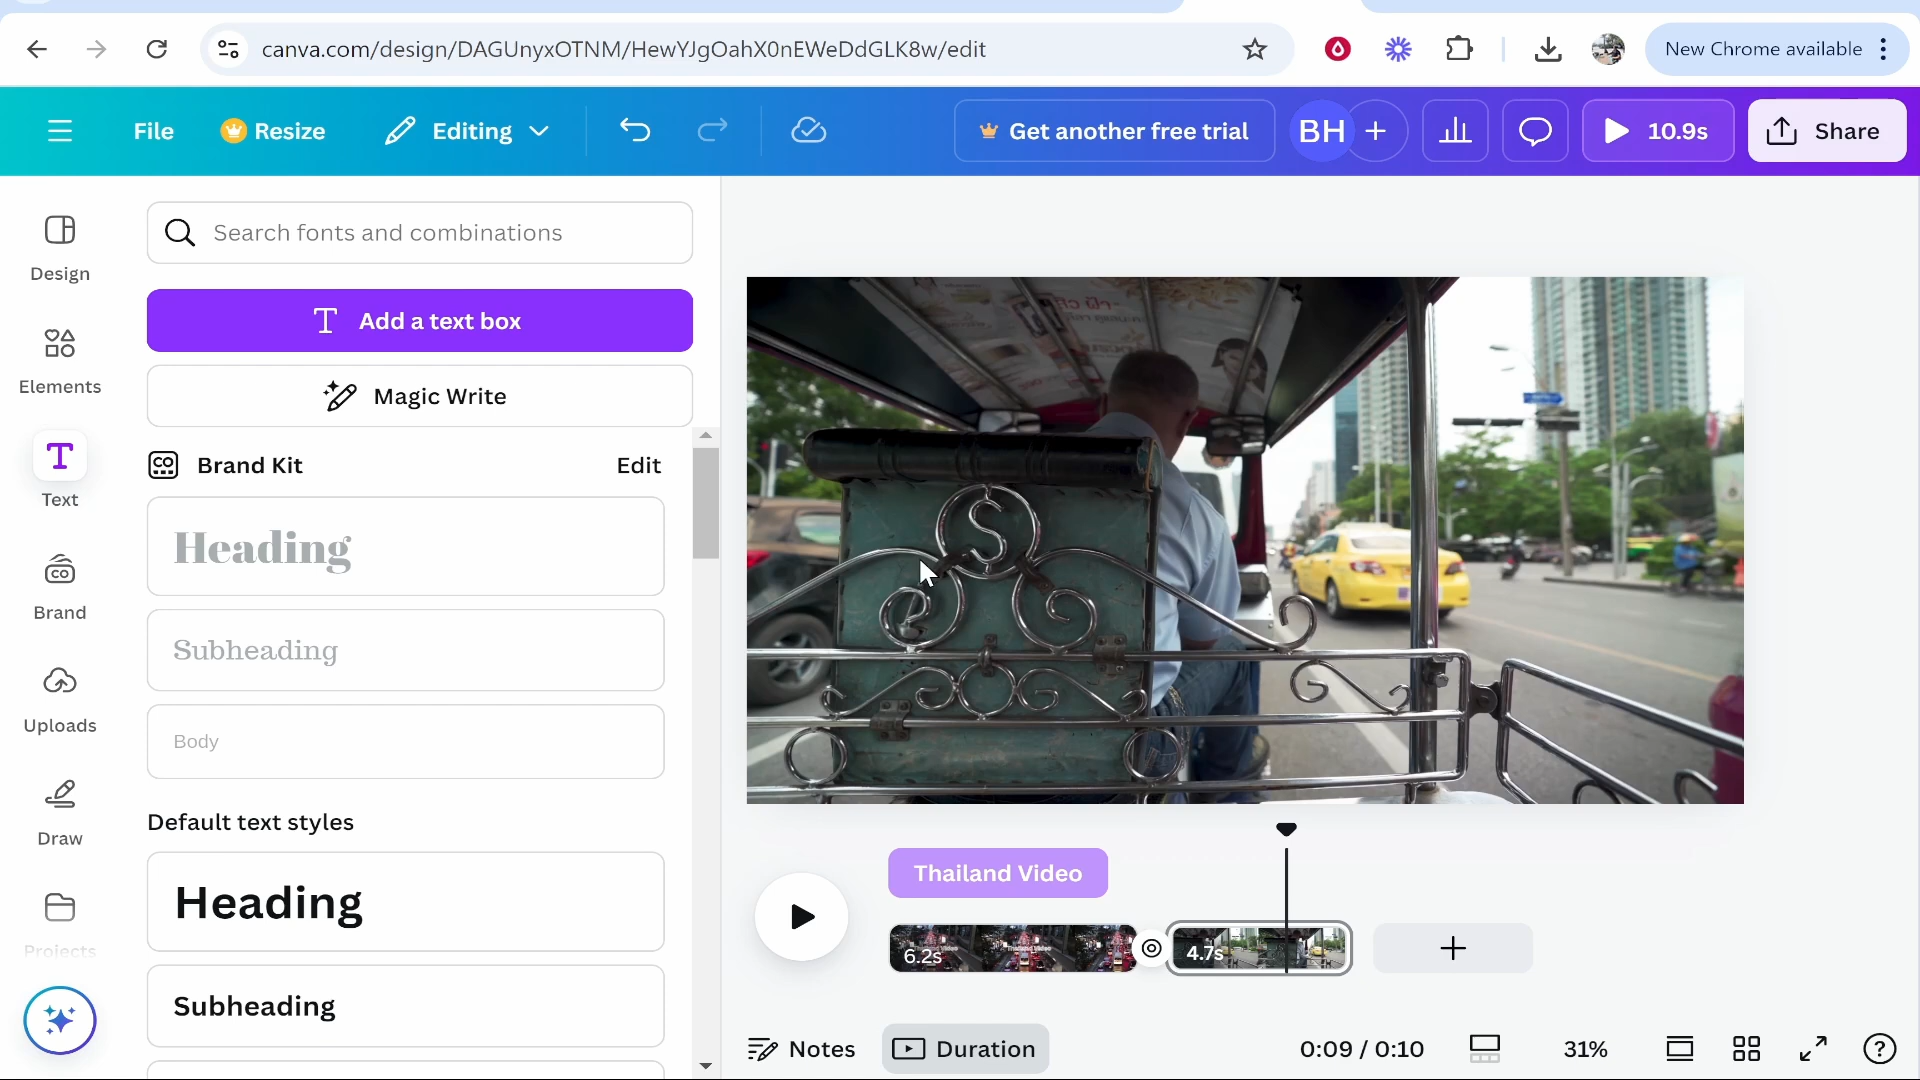 canva.com/design/DAGUnyxOTNM/HewYJgOahX0nEWeDdGLK8w/edit
New Chrome available
File
Resize
Editing
Get another free trial
BH
10.9s
Share
Design
Elements
Text
Brand
Uploads
Draw
Projects
Search fonts and combinations
Add a text box
Magic Write
Brand Kit
Edit
Heading
Subheading
Body
Default text styles
Heading
Subheading
S
Thailand Video
6.2s
4.7s
Notes
Duration
0:09 / 0:10
31%